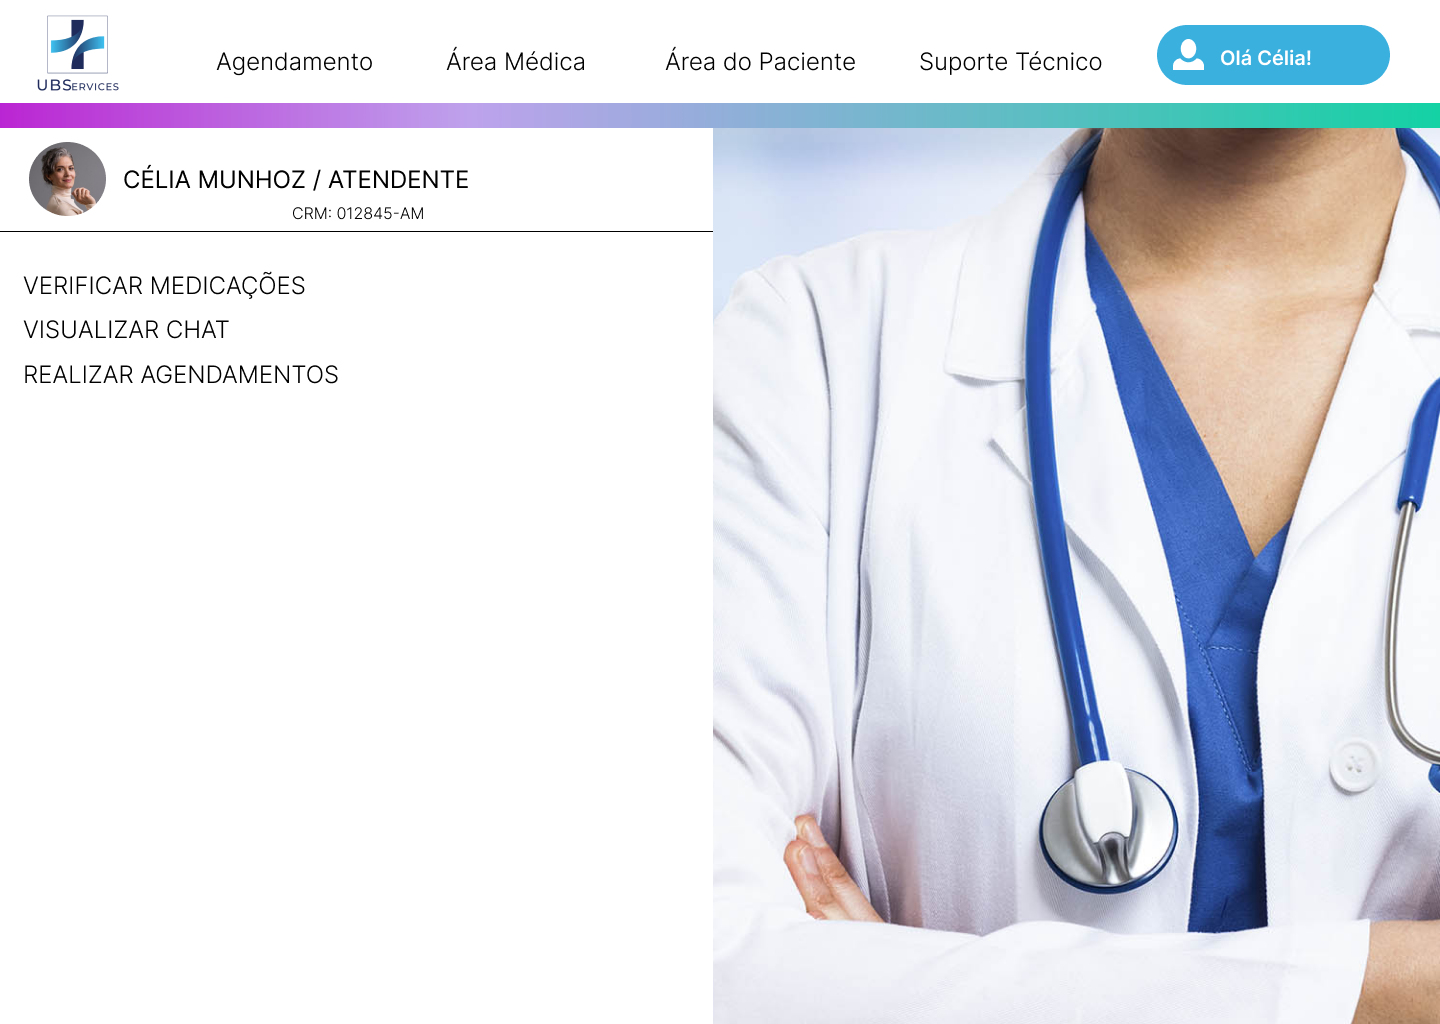 UBServices
Agendamento
Área Médica
Área do Paciente
Suporte Técnico
Olá Célia!
CÉLIA MUNHOZ / ATENDENTE
CRM: 012845-AM
VERIFICAR MEDICAÇÕES
VISUALIZAR CHAT
REALIZAR AGENDAMENTOS